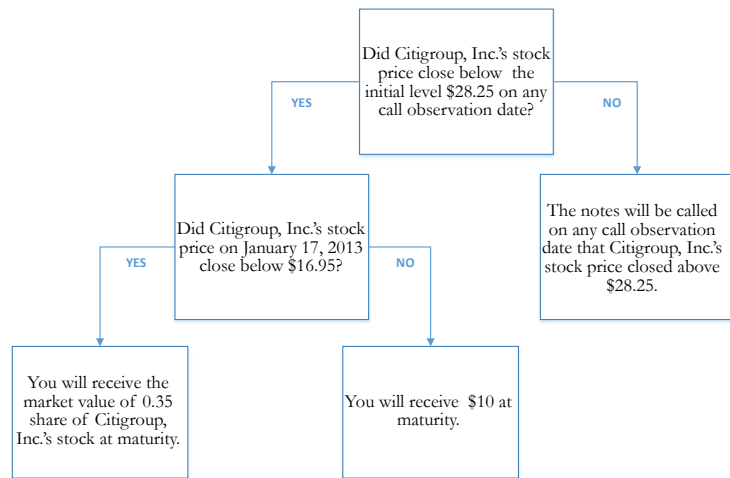 Did Citigroup, Inc.'s stock
price close below  the
initial level $28.25 on any
call observation date?
YES
NO
Did Citigroup, Inc.'s stock
price on January 17, 2013
close below $16.95?
The notes will be called
on any call observation
date that Citigroup, Inc.'s
stock price closed above
$28.25.
YES
NO
You will receive the
market value of 0.35
share of Citigroup,
Inc.'s stock at maturity.
You will receive  $10 at
maturity.